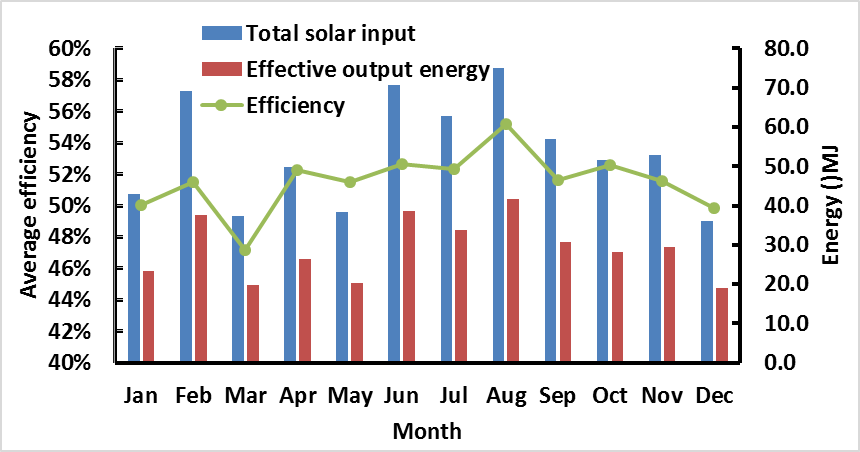 Total solar input
Effective output energy
Efficiency
60%
58%
56%
54%
52%
50%
48%
46%
44%
42%
40%
Average efficiency
80.0
70.0
60.0
50.0
40.0
30.0
20.0
10.0
0.0
Energy ()MJ
Jan Feb Mar Apr May Jun Jul Aug Sep Oct Nov Dec
Month